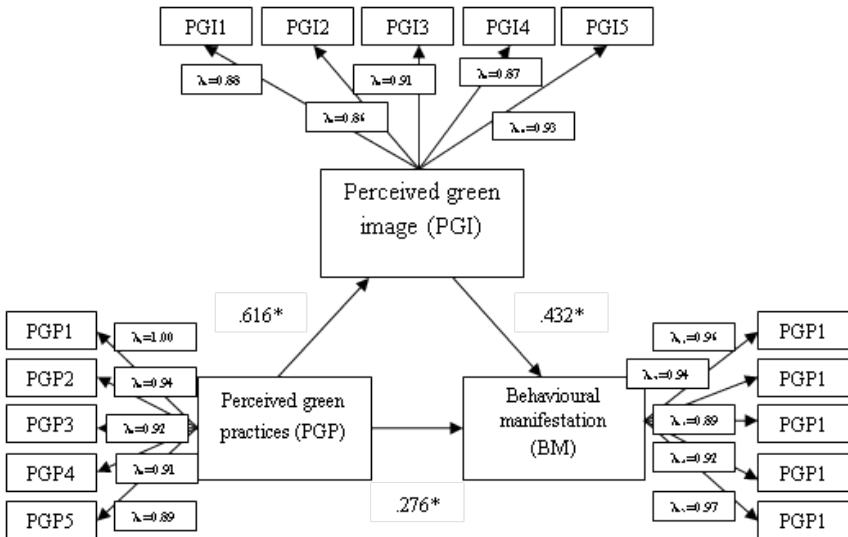 PGI1
PGI2
PGI3
PGI4
PGI5
=0.88
=0.86
=0.91
=0.87
=0.93
Perceived green
image (PGI)
.616*
.432*
PGP1
PGP2
PGP3
PGP4
PGP5
=1.00
=0.94
=0.92
=0.91
=0.89
Perceived green
practices (PGP)
Behavioural
manifestation
(BM)
.276*
=0.96
=0.94
=0.89
=0.92
=0.97
PGP1
PGP1
PGP1
PGP1
PGP1